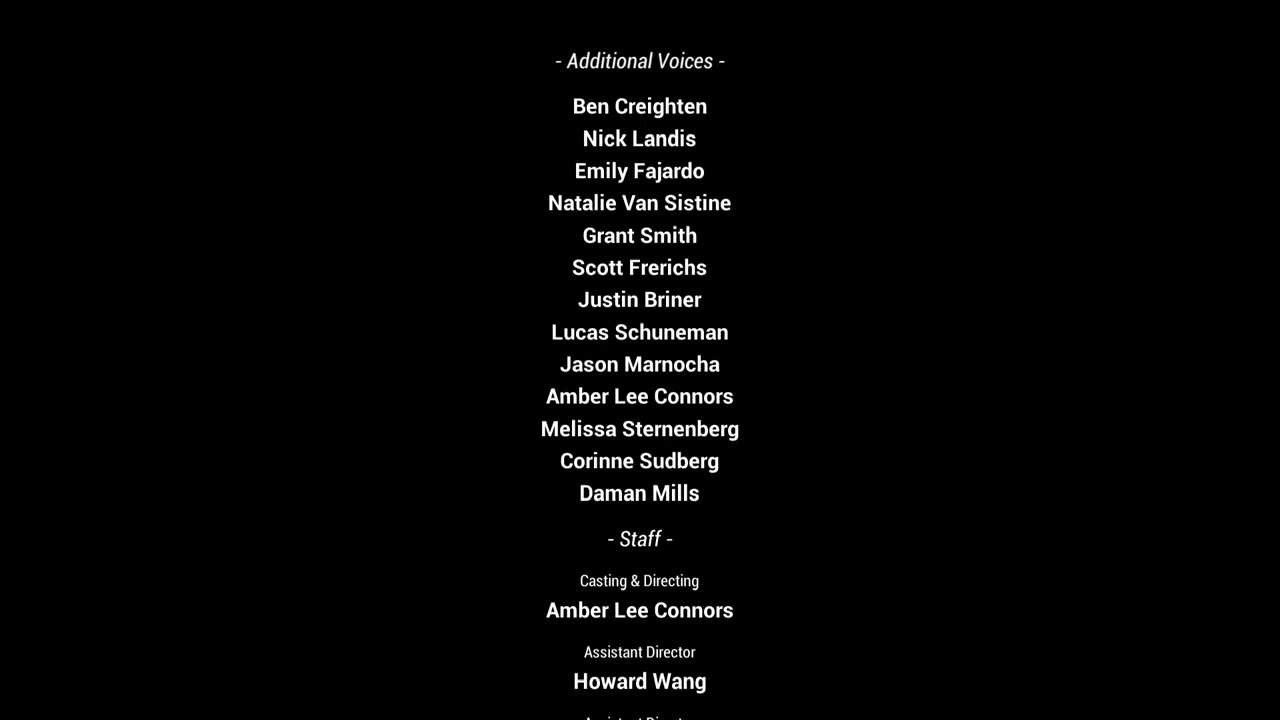 - Additional Voices -
Ben Creighten
Nick Landis
Emily Fajardo
Natalie Van Sistine
Grant Smith
Scott Frerichs
Justin Briner
Lucas Schuneman
Jason Marnocha
Amber Lee Connors
Melissa Sternenberg
Corinne Sudberg
Daman Mills
- Staff -
Casting & Directing
Amber Lee Connors
Assistant Director
Howard Wang